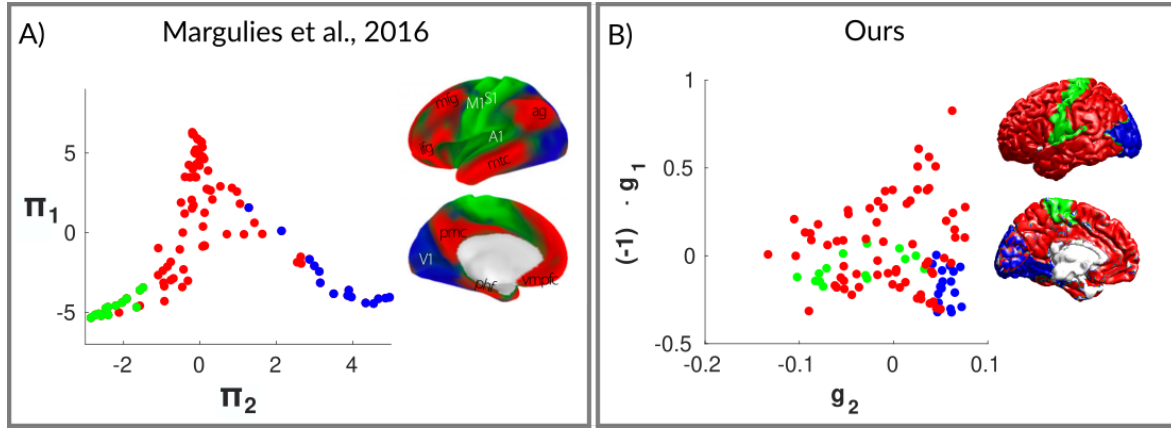 A)
Margulies et al., 2016
5
0
-5
π1
-2
0
2
4
π2
mfg
M1
S1
ag
A1
ifg
mtc
pmc
V1
phf
vmpfc
B)
Ours
1
0.5
0
-0.5
(-1) · g1
-0.2
-0.1
0
0.1
g2